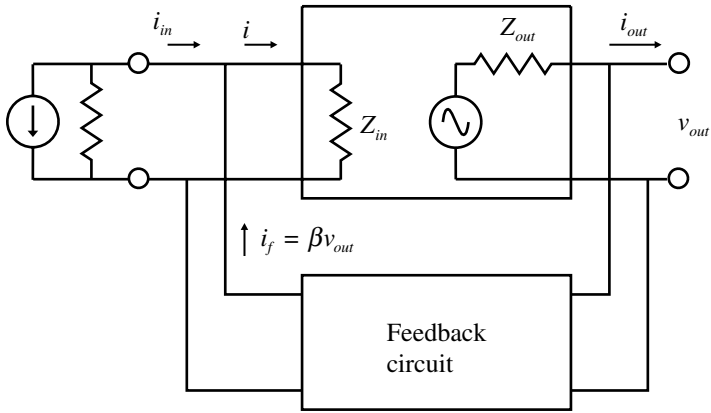 i_in
i
Z_out
i_out
Z_in
v_out
i_f = βv_out
Feedback
circuit